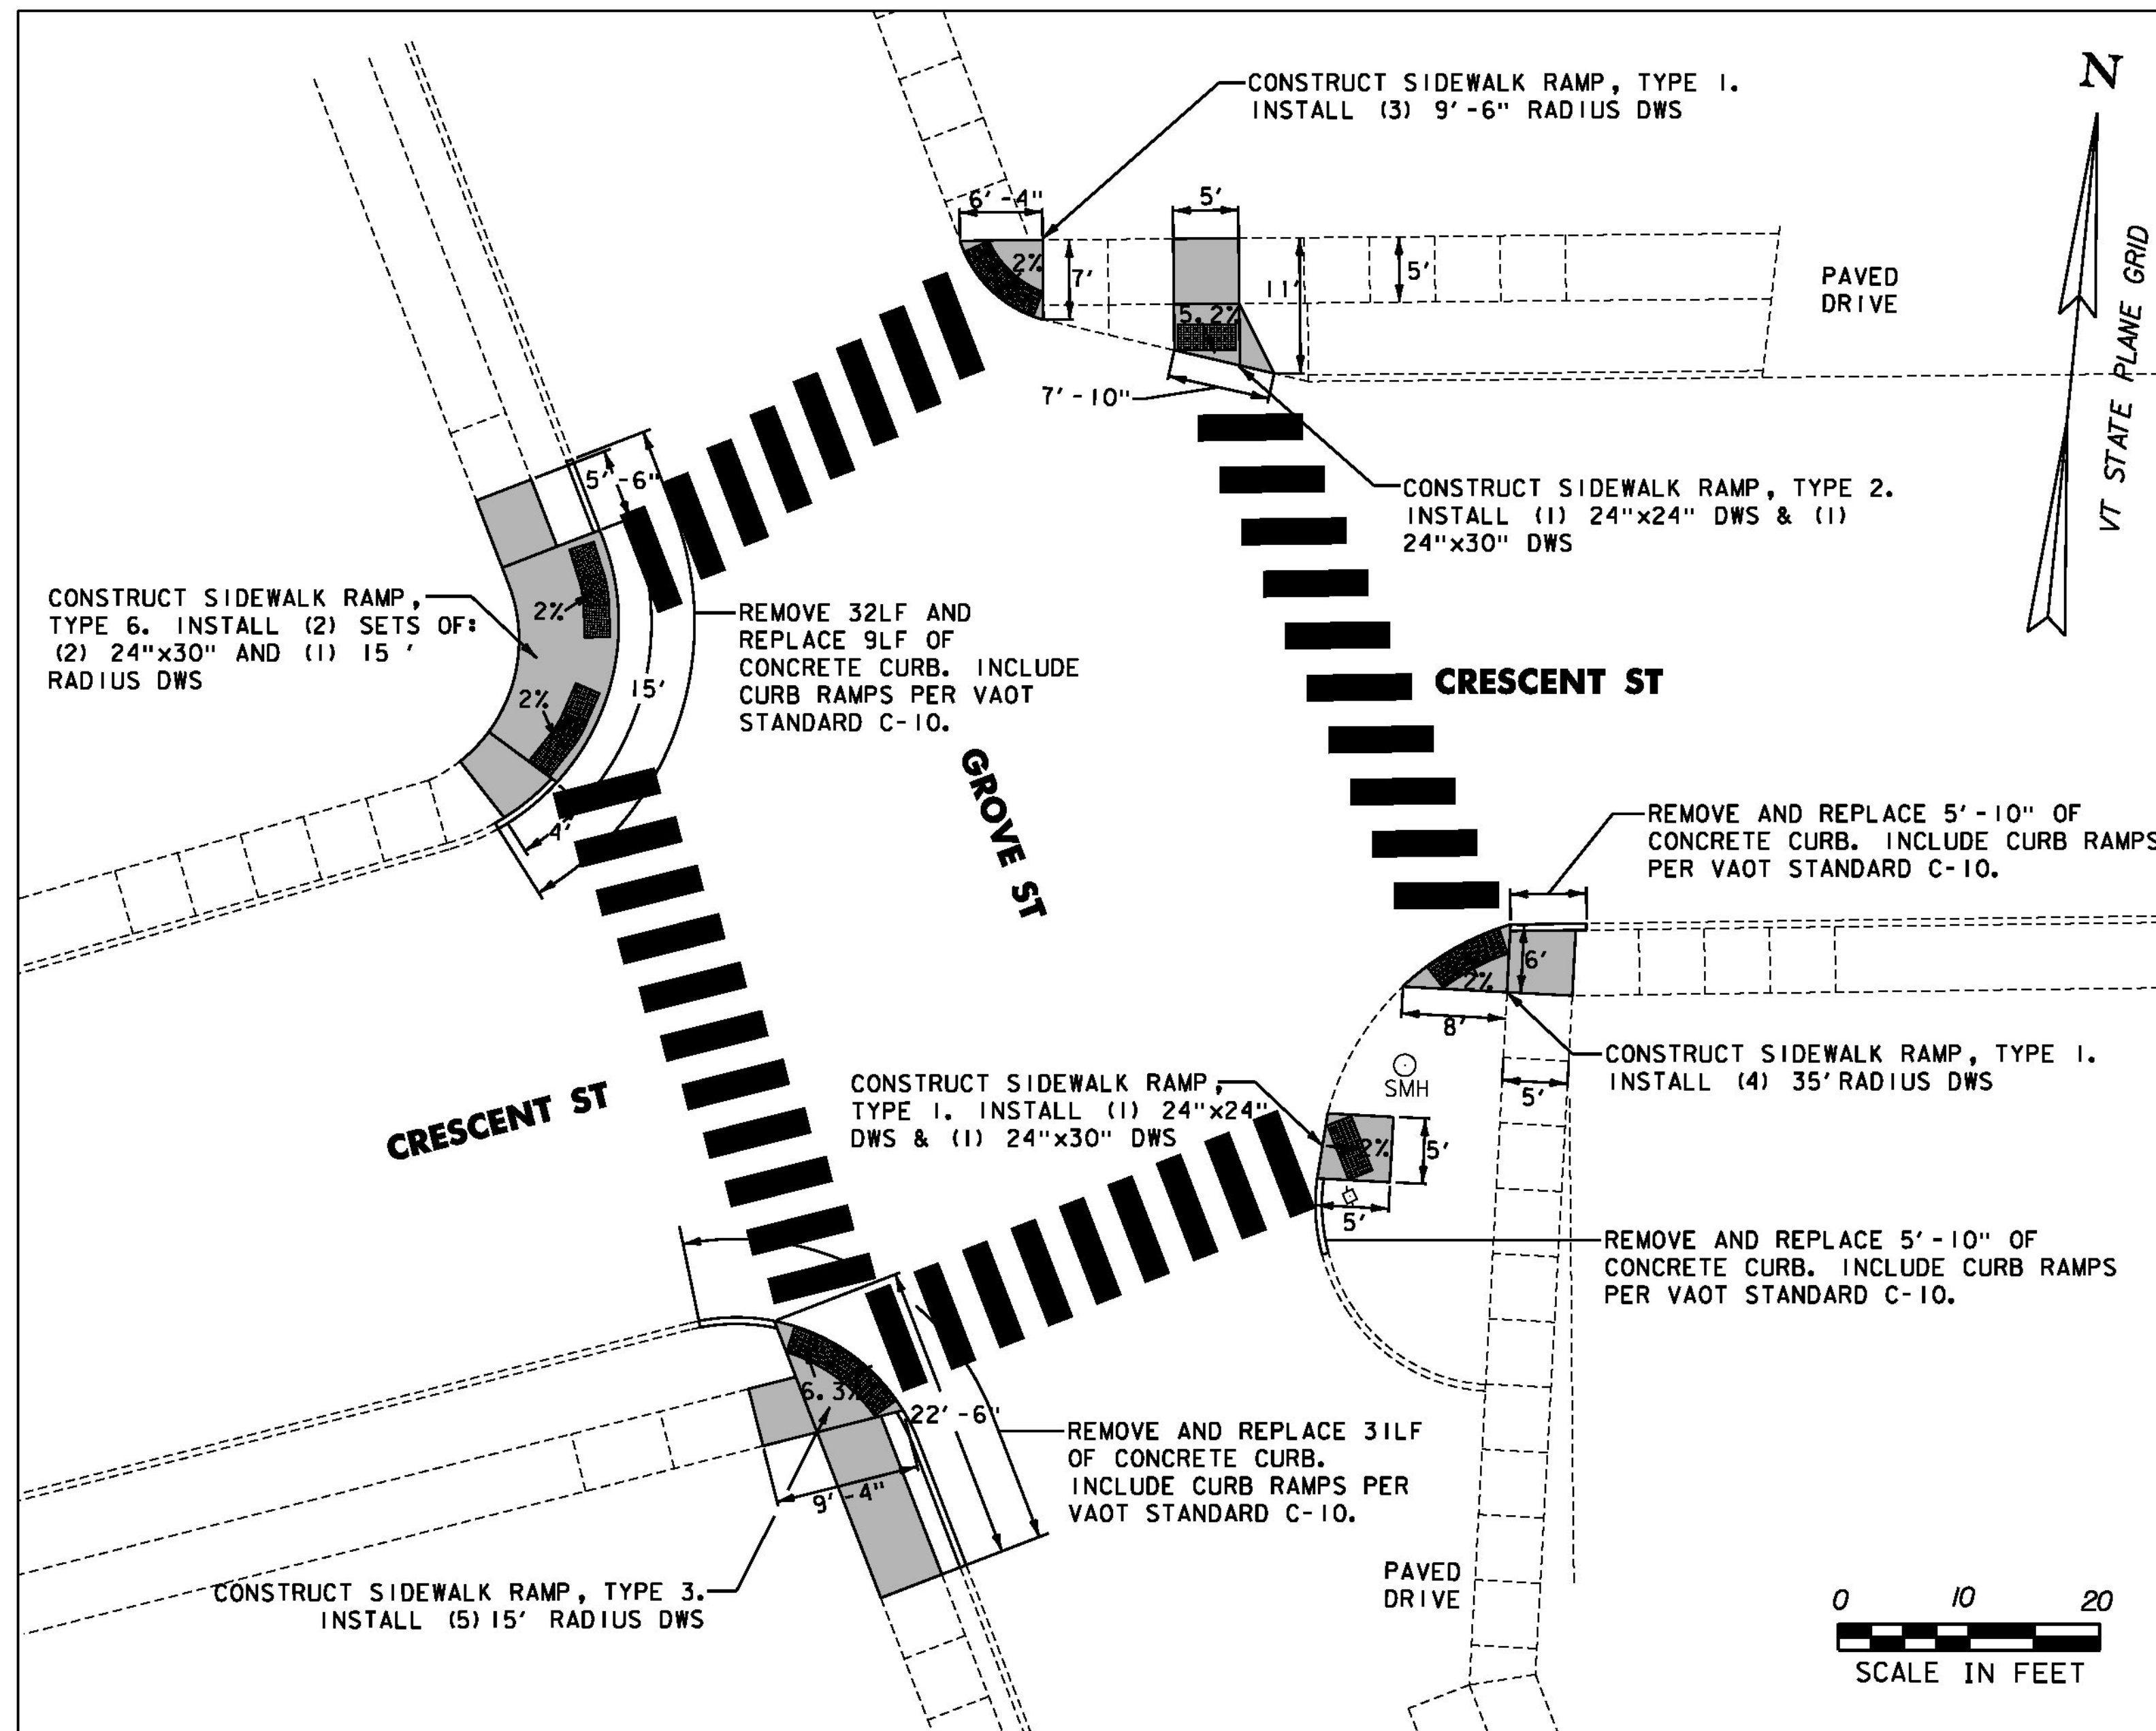 CONSTRUCT SIDEWALK RAMP, TYPE 1.
INSTALL (3) 9'-6" RADIUS DWS
N
VT STATE PLANE GRID
6'-4"
5'
2%
7'
11'
5'
PAVED
DRIVE
5.2%
7'-10"
CONSTRUCT SIDEWALK RAMP, TYPE 2.
INSTALL (1) 24"x24" DWS & (1)
24"x30" DWS
5'-6"
CONSTRUCT SIDEWALK RAMP,
TYPE 6. INSTALL (2) SETS OF:
(2) 24"x30" AND (1) 15 '
RADIUS DWS
2%
2%
15'
4'
REMOVE 32LF AND
REPLACE 9LF OF
CONCRETE CURB. INCLUDE
CURB RAMPS PER VAOT
STANDARD C-10.
CRESCENT ST
GROVE ST
REMOVE AND REPLACE 5'-10" OF
CONCRETE CURB. INCLUDE CURB RAMPS
PER VAOT STANDARD C-10.
6'
2%
8'
CONSTRUCT SIDEWALK RAMP, TYPE 1.
INSTALL (4) 35'RADIUS DWS
SMH
5'
CRESCENT ST
CONSTRUCT SIDEWALK RAMP,
TYPE 1. INSTALL (1) 24"x24"
DWS & (1) 24"x30" DWS
2%
5'
5'
REMOVE AND REPLACE 5'-10" OF
CONCRETE CURB. INCLUDE CURB RAMPS
PER VAOT STANDARD C-10.
6.3%
22'-6"
9'-4"
REMOVE AND REPLACE 31LF
OF CONCRETE CURB.
INCLUDE CURB RAMPS PER
VAOT STANDARD C-10.
CONSTRUCT SIDEWALK RAMP, TYPE 3.
INSTALL (5) 15' RADIUS DWS
PAVED
DRIVE
0 10 20
SCALE IN FEET